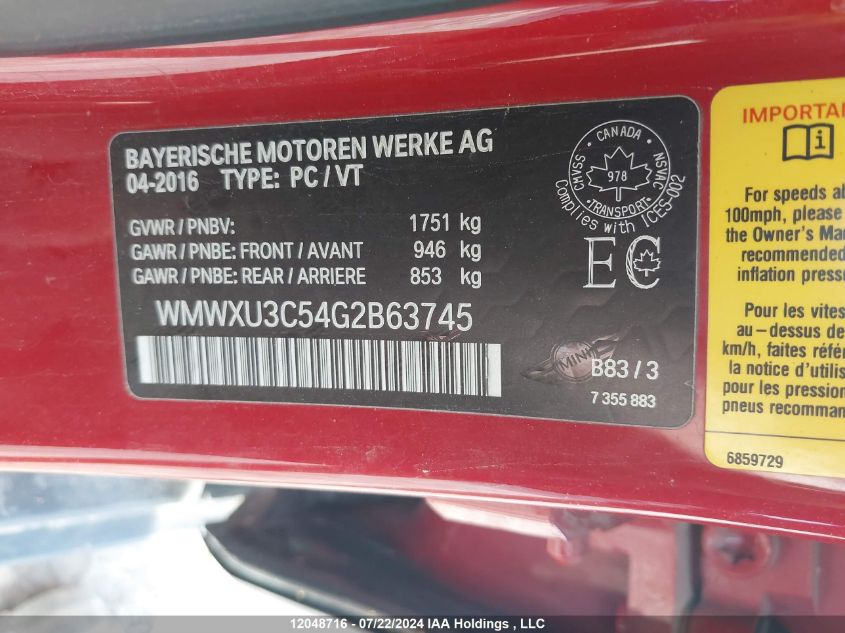 BAYERISCHE MOTOREN WERKE AG
04-2016 TYPE: PC / VT
GVWR / PNBV: 1751 kg
GAWR / PNBE: FRONT / AVANT 946 kg
GAWR / PNBE: REAR / ARRIERE 853 kg
WMWXU3C54G2B63745
CANADA
CMVSS
NSVAC
978
TRANSPORT
Complies with ICES-002
EC
MINI
B83 / 3
7 355 883
IMPORTAN
i
For speeds ab
100mph, please
the Owner's Man
recommended
inflation pressu
Pour les vites
au-dessus de
km/h, faites référe
la notice d'utilis
pour les pression
pneus recomman
6859729
12048716 - 07/22/2024 IAA Holdings , LLC